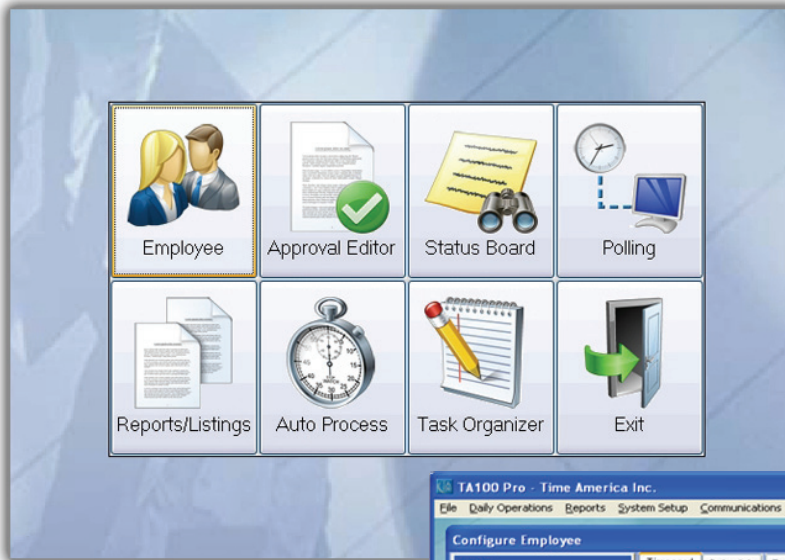 Employee
Approval Editor
Status Board
Polling
Reports/Listings
Auto Process
Task Organizer
Exit
TA100 Pro - Time America Inc.
File Daily Operations Reports System Setup Communications
Configure Employee